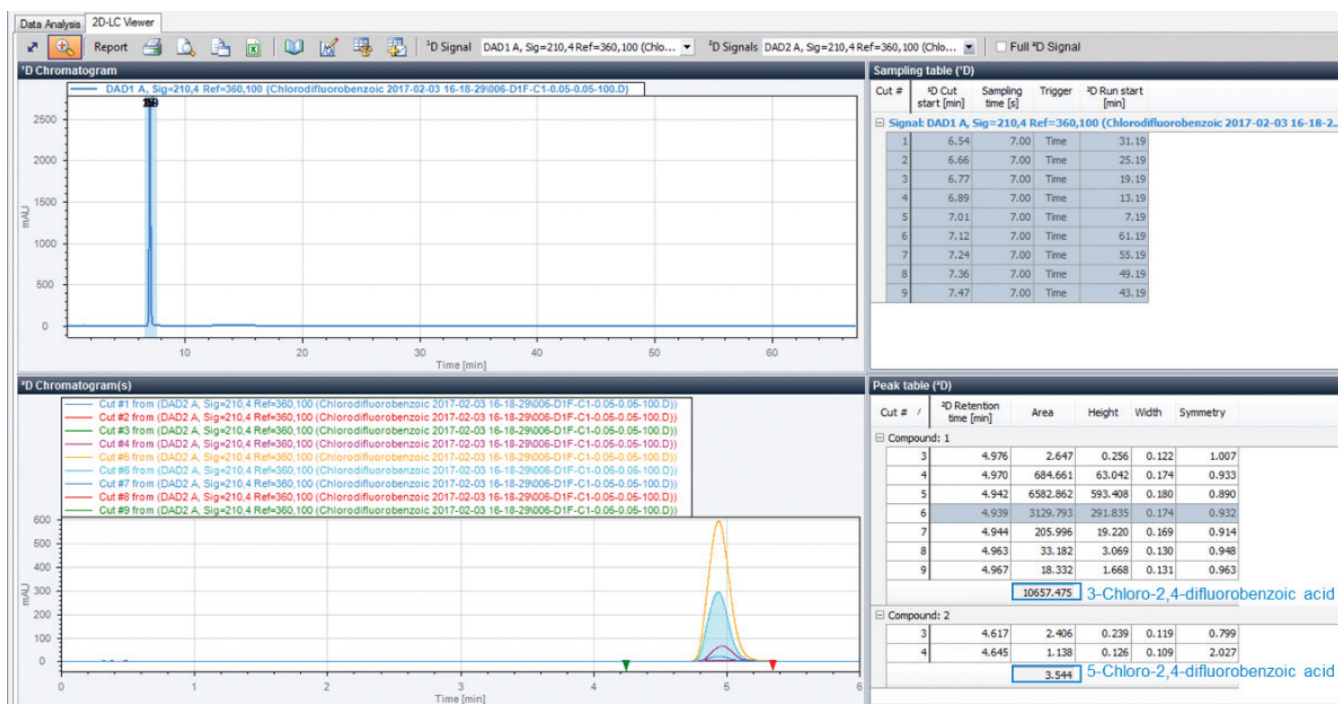 Data Analysis 2D-LC Viewer
Report ¹D Signal DAD1 A, Sig=210,4 Ref=360,100 (Chlo... ²D Signals DAD2 A, Sig=210,4 Ref=360,100 (Chlo... Full ²D Signal
¹D Chromatogram
DAD1 A, Sig=210,4 Ref=360,100 (Chlorodifluorobenzoic 2017-02-03 16-18-29\006-D1F-C1-0.05-0.05-100.D)
2500
2000
1500
1000
500
0
mAU
10 20 30 40 50 60
Time [min]
Sampling table (¹D)
Cut # ¹D Cut start [min] Sampling time [s] Trigger ²D Run start [min]
Signal: DAD1 A, Sig=210,4 Ref=360,100 (Chlorodifluorobenzoic 2017-02-03 16-18-2...
1 6.54 7.00 Time 31.19
2 6.66 7.00 Time 25.19
3 6.77 7.00 Time 19.19
4 6.89 7.00 Time 13.19
5 7.01 7.00 Time 7.19
6 7.12 7.00 Time 61.19
7 7.24 7.00 Time 55.19
8 7.36 7.00 Time 49.19
9 7.47 7.00 Time 43.19
²D Chromatogram(s)
Cut #1 from (DAD2 A, Sig=210,4 Ref=360,100 (Chlorodifluorobenzoic 2017-02-03 16-18-29\006-D1F-C1-0.05-0.05-100.D))
Cut #2 from (DAD2 A, Sig=210,4 Ref=360,100 (Chlorodifluorobenzoic 2017-02-03 16-18-29\006-D1F-C1-0.05-0.05-100.D))
Cut #3 from (DAD2 A, Sig=210,4 Ref=360,100 (Chlorodifluorobenzoic 2017-02-03 16-18-29\006-D1F-C1-0.05-0.05-100.D))
Cut #4 from (DAD2 A, Sig=210,4 Ref=360,100 (Chlorodifluorobenzoic 2017-02-03 16-18-29\006-D1F-C1-0.05-0.05-100.D))
Cut #5 from (DAD2 A, Sig=210,4 Ref=360,100 (Chlorodifluorobenzoic 2017-02-03 16-18-29\006-D1F-C1-0.05-0.05-100.D))
Cut #6 from (DAD2 A, Sig=210,4 Ref=360,100 (Chlorodifluorobenzoic 2017-02-03 16-18-29\006-D1F-C1-0.05-0.05-100.D))
Cut #7 from (DAD2 A, Sig=210,4 Ref=360,100 (Chlorodifluorobenzoic 2017-02-03 16-18-29\006-D1F-C1-0.05-0.05-100.D))
Cut #8 from (DAD2 A, Sig=210,4 Ref=360,100 (Chlorodifluorobenzoic 2017-02-03 16-18-29\006-D1F-C1-0.05-0.05-100.D))
Cut #9 from (DAD2 A, Sig=210,4 Ref=360,100 (Chlorodifluorobenzoic 2017-02-03 16-18-29\006-D1F-C1-0.05-0.05-100.D))
600
500
400
300
200
100
0
mAU
0 1 2 3 4 5 6
Time [min]
Peak table (²D)
Cut # / ²D Retention time [min] Area Height Width Symmetry
Compound: 1
3 4.976 2.647 0.256 0.122 1.007
4 4.970 684.661 63.042 0.174 0.933
5 4.942 6582.862 593.408 0.180 0.890
6 4.939 3129.793 291.835 0.174 0.932
7 4.944 205.996 19.220 0.169 0.914
8 4.963 33.182 3.069 0.130 0.948
9 4.967 18.332 1.668 0.131 0.963
10657.475 3-Chloro-2,4-difluorobenzoic acid
Compound: 2
3 4.617 2.406 0.239 0.119 0.799
4 4.645 1.138 0.126 0.109 2.027
3.544 5-Chloro-2,4-difluorobenzoic acid